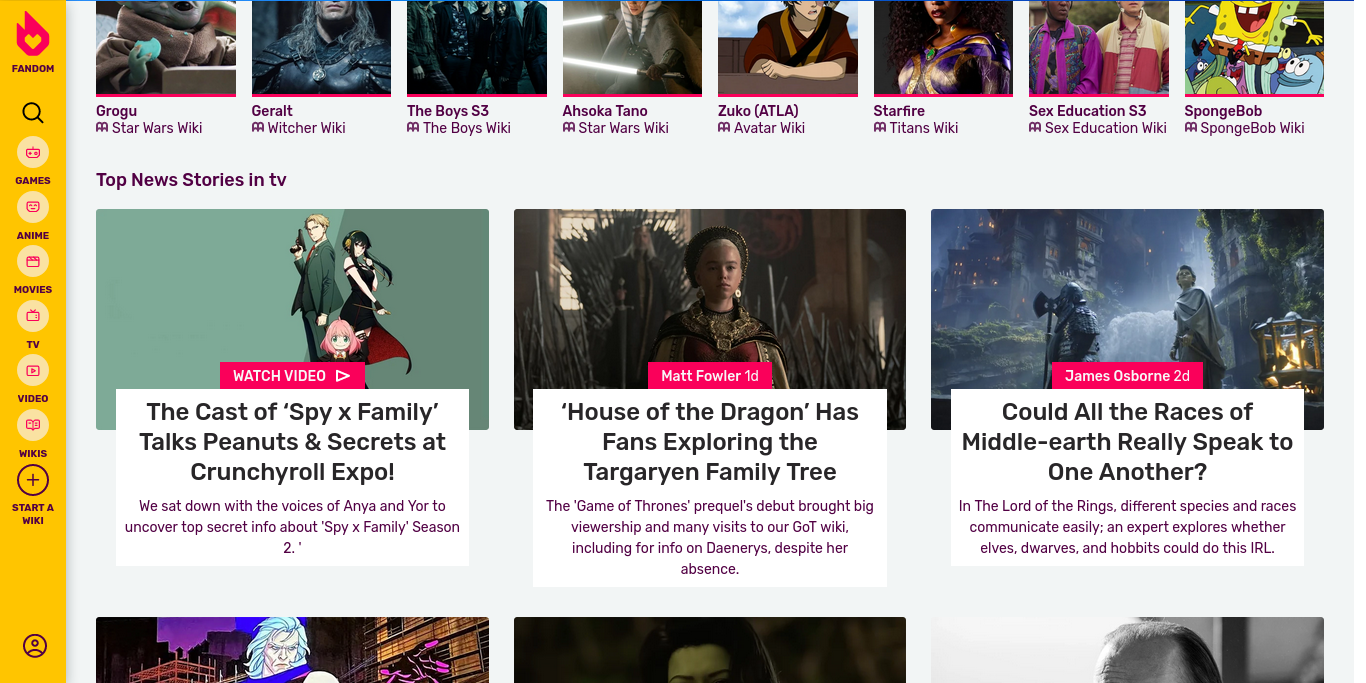 FANDOM
GAMES
ANIME
MOVIES
TV
VIDEO
WIKIS
START A
WIKI
Grogu
Star Wars Wiki
Geralt
Witcher Wiki
The Boys S3
The Boys Wiki
Ahsoka Tano
Star Wars Wiki
Zuko (ATLA)
Avatar Wiki
Starfire
Titans Wiki
Sex Education S3
Sex Education Wiki
SpongeBob
SpongeBob Wiki
Top News Stories in tv
WATCH VIDEO
The Cast of ‘Spy x Family’
Talks Peanuts & Secrets at
Crunchyroll Expo!
We sat down with the voices of Anya and Yor to
uncover top secret info about 'Spy x Family' Season
2. '
Matt Fowler 1d
‘House of the Dragon’ Has
Fans Exploring the
Targaryen Family Tree
The 'Game of Thrones' prequel's debut brought big
viewership and many visits to our GoT wiki,
including for info on Daenerys, despite her
absence.
James Osborne 2d
Could All the Races of
Middle-earth Really Speak to
One Another?
In The Lord of the Rings, different species and races
communicate easily; an expert explores whether
elves, dwarves, and hobbits could do this IRL.